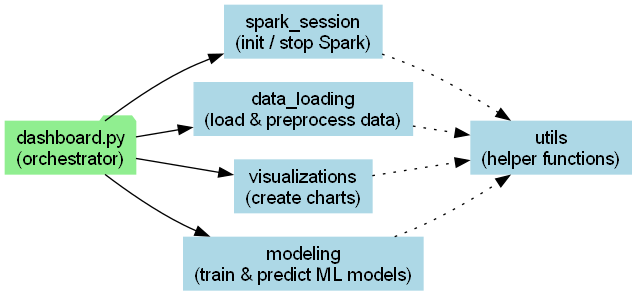 spark_session
(init / stop Spark)
data_loading
(load & preprocess data)
dashboard.py
(orchestrator)
utils
(helper functions)
visualizations
(create charts)
modeling
(train & predict ML models)